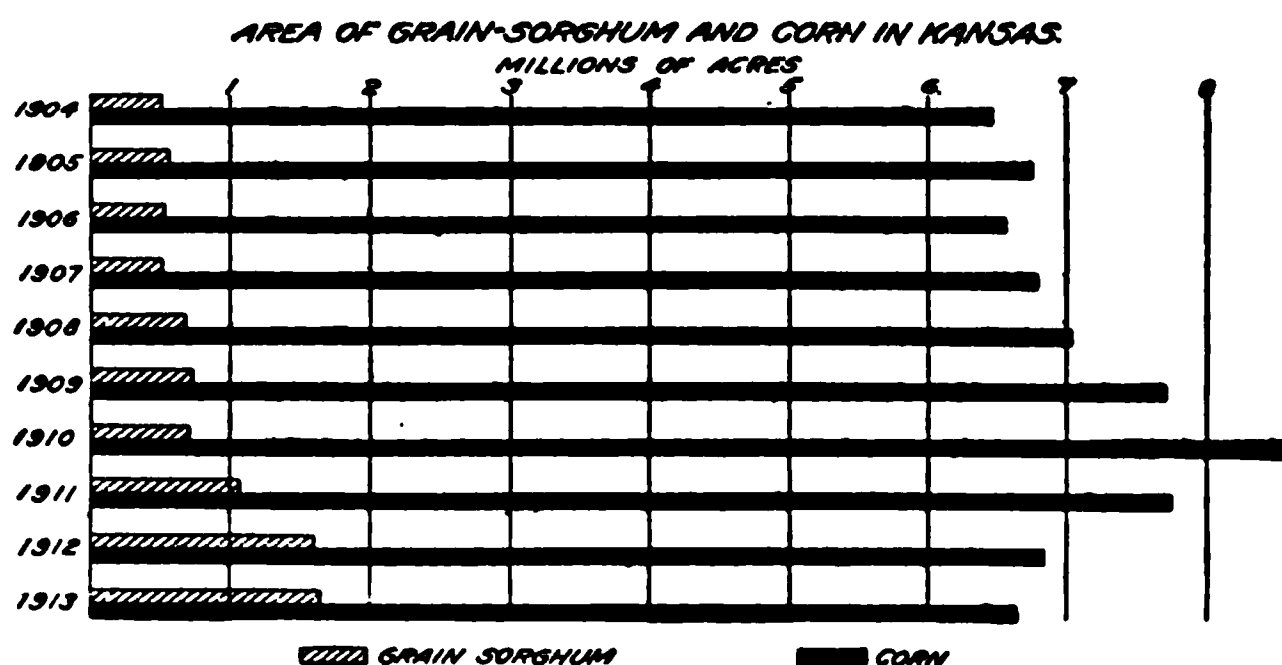 AREA OF GRAIN-SORGHUM AND CORN IN KANSAS.
MILLIONS OF ACRES
1 2 3 4 5 6 7 8
1904
1905
1906
1907
1908
1909
1910
1911
1912
1913
GRAIN SORGHUM CORN